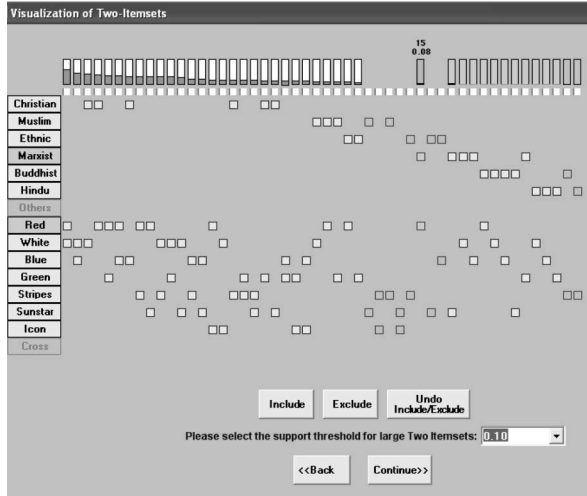 Visualization of Two-Itemsets
15
0.08
Christian
Muslim
Ethnic
Marxist
Buddhist
Hindu
Others
Red
White
Blue
Green
Stripes
Sunstar
Icon
Cross
Include
Exclude
Undo
Include/Exclude
Please select the support threshold for large Two Itemsets: 0.10
<<Back
Continue>>